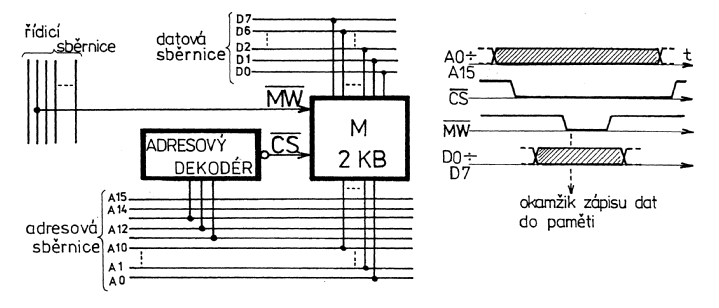 řídicí
sběrnice
datová
sběrnice
D7
D6
D2
D1
D0
MW
CS
M
2 KB
ADRESOVÝ
DEKODÉR
adresová
sběrnice
A15
A14
A12
A10
A1
A0
A0÷
A15
t
CS
MW
D0÷
D7
okamžik zápisu dat
do paměti